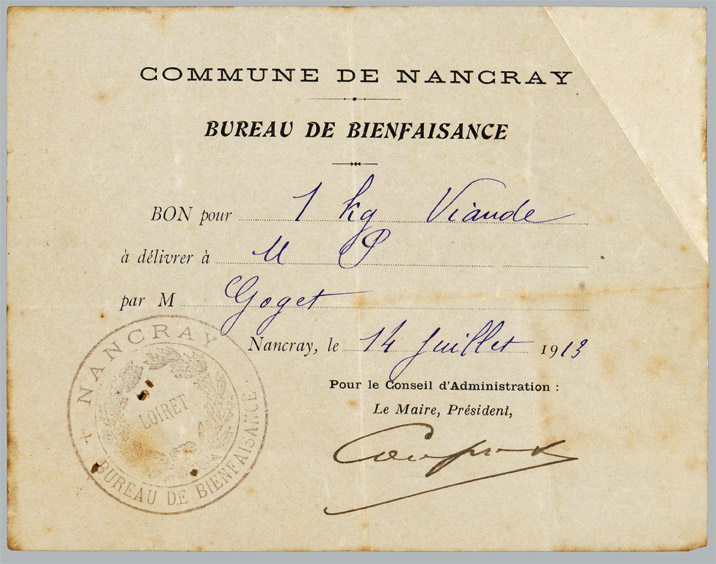 COMMUNE DE NANCRAY
BUREAU DE BIENFAISANCE
BON pour 1 kg Viande
à délivrer à M P
par M Goget
Nancray, le 14 Juillet 1913
Pour le Conseil d'Administration :
Le Maire, Président,
NANCRAY
LOIRET
BUREAU DE BIENFAISANCE